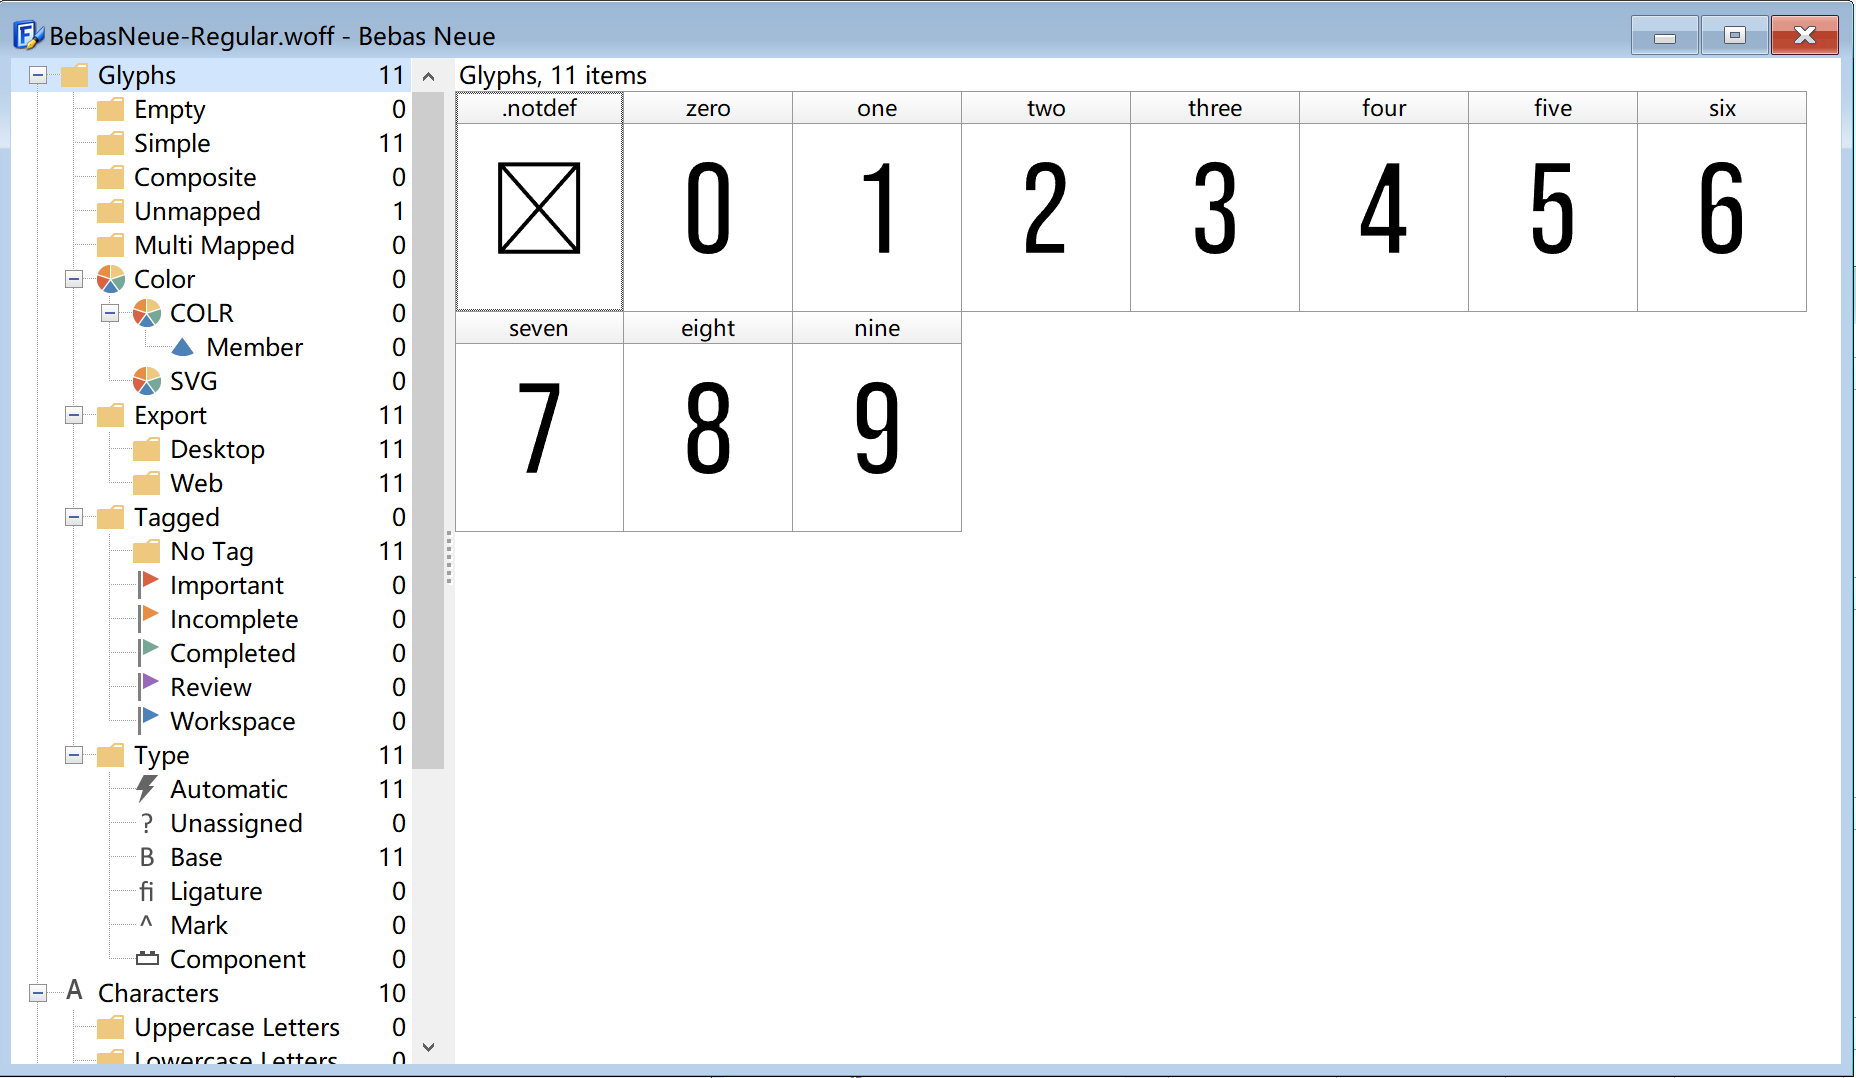 BebasNeue-Regular.woff - Bebas Neue
Glyphs 11
Empty 0
Simple 11
Composite 0
Unmapped 1
Multi Mapped 0
Color 0
COLR 0
Member 0
SVG 0
Export 11
Desktop 11
Web 11
Tagged 0
No Tag 11
Important 0
Incomplete 0
Completed 0
Review 0
Workspace 0
Type 11
Automatic 11
? Unassigned 0
B Base 11
fi Ligature 0
^ Mark 0
Component 0
A Characters 10
Uppercase Letters 0
Lowercase Letters 0
Glyphs, 11 items
.notdef zero one two three four five six
0 1 2 3 4 5 6
seven eight nine
7 8 9